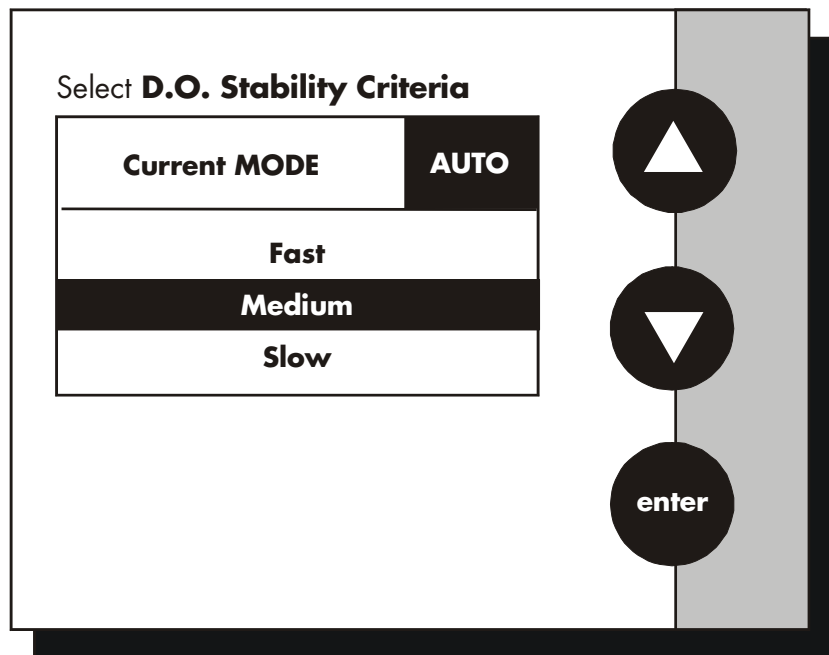 Select D.O. Stability Criteria
Current MODE AUTO
Fast
Medium
Slow
enter